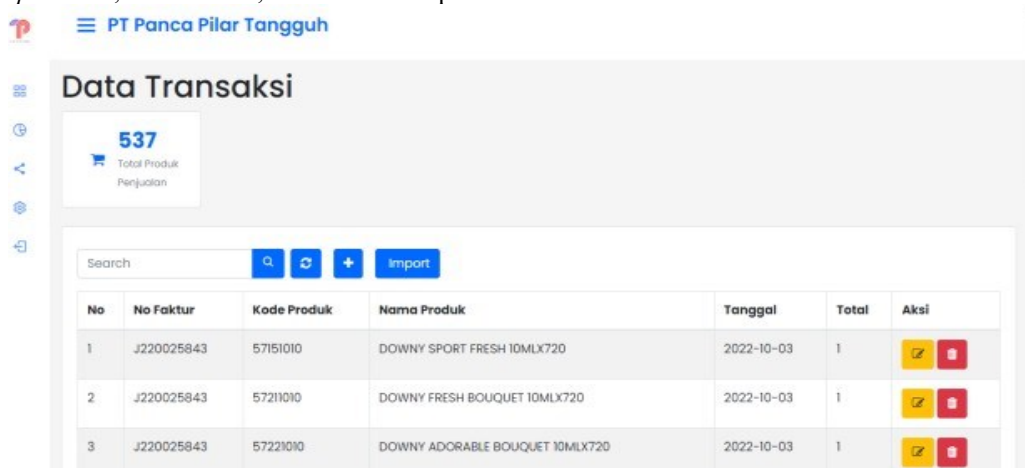 PT Panca Pilar Tangguh
Data Transaksi
537
Total Produk
Penjualan
Search
Import
No No Faktur Kode Produk Nama Produk Tanggal Total Aksi
1 J220025843 57151010 DOWNY SPORT FRESH 10MLX720 2022-10-03 1
2 J220025843 57211010 DOWNY FRESH BOUQUET 10MLX720 2022-10-03 1
3 J220025843 57221010 DOWNY ADORABLE BOUQUET 10MLX720 2022-10-03 1